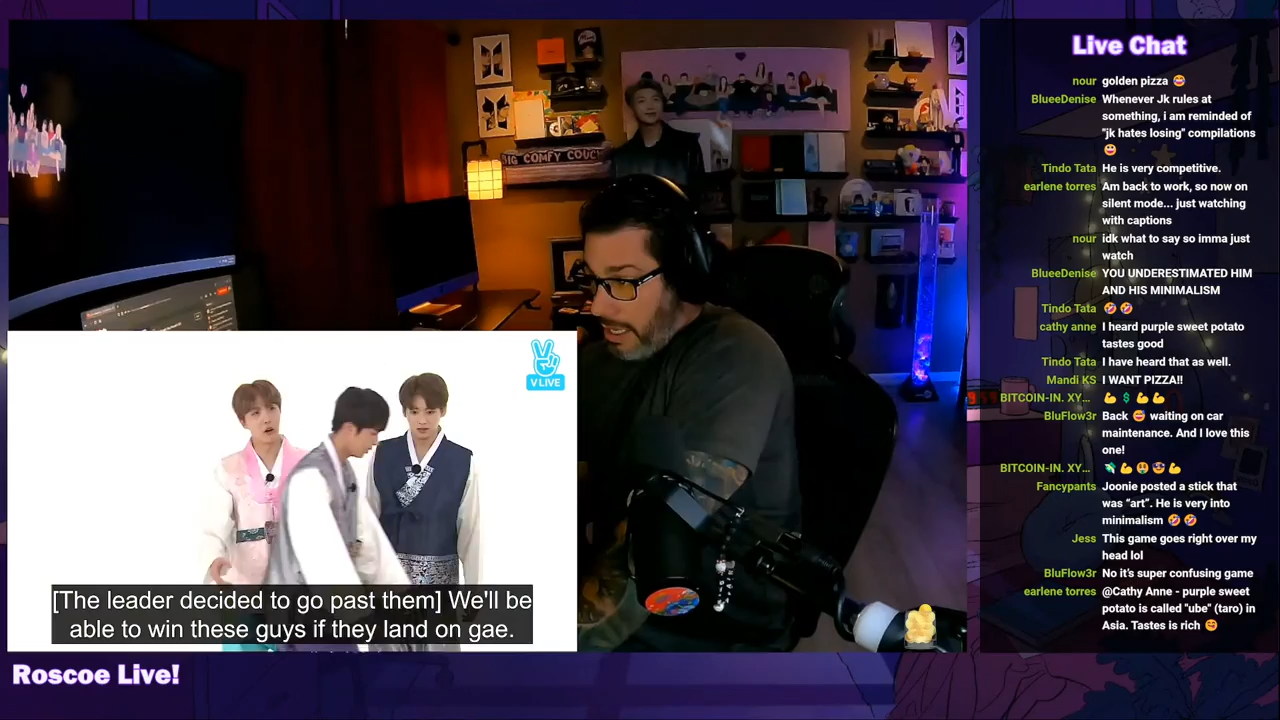 Live Chat
nour golden pizza
BlueeDenise Whenever Jk rules at
something, i am reminded of
"jk hates losing" compilations
Tindo Tata He is very competitive.
earlene torres Am back to work, so now on
silent mode... just watching
with captions
nour idk what to say so imma just
watch
BlueeDenise YOU UNDERESTIMATED HIM
AND HIS MINIMALISM
Tindo Tata
cathy anne I heard purple sweet potato
tastes good
Tindo Tata I have heard that as well.
Mandi KS I WANT PIZZA!!
BITCOIN-IN. XY...
BluFlow3r Back 😅 waiting on car
maintenance. And I love this
one!
BITCOIN-IN. XY...
Fancypants Joonie posted a stick that
was “art”. He is very into
minimalism
Jess This game goes right over my
head lol
BluFlow3r No it’s super confusing game
earlene torres @Cathy Anne - purple sweet
potato is called "ube" (taro) in
Asia. Tastes is rich
BIG COMFY COUCH
V LIVE
[The leader decided to go past them] We'll be
able to win these guys if they land on gae.
Roscoe Live!